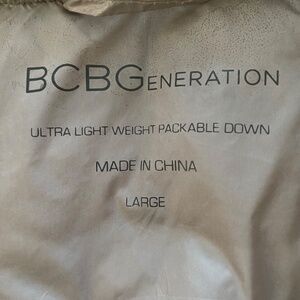 BCBGENERATION
ULTRA LIGHT WEIGHT PACKABLE DOWN
MADE IN CHINA
LARGE